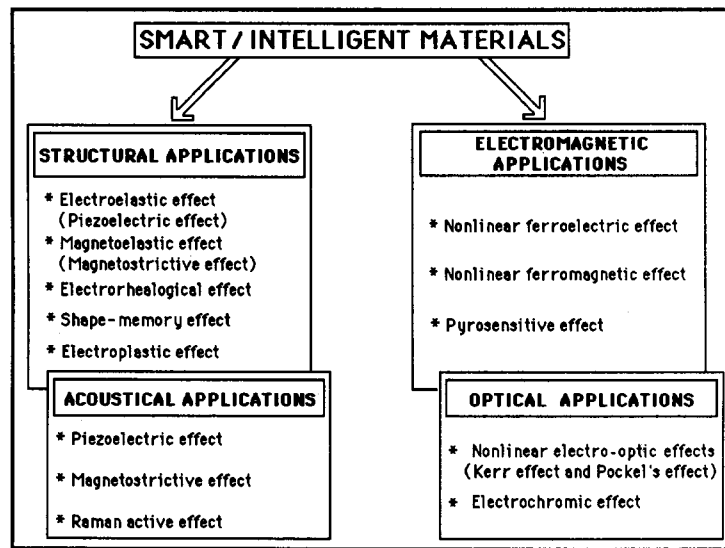 SMART/INTELLIGENT MATERIALS
STRUCTURAL APPLICATIONS
* Electroelastic effect
(Piezoelectric effect)
* Magnetoelastic effect
(Magnetostrictive effect)
* Electrorhealogical effect
* Shape-memory effect
* Electroplastic effect
ACOUSTICAL APPLICATIONS
* Piezoelectric effect
* Magnetostrictive effect
* Raman active effect
ELECTROMAGNETIC
APPLICATIONS
* Nonlinear ferroelectric effect
* Nonlinear ferromagnetic effect
* Pyrosensitive effect
OPTICAL APPLICATIONS
* Nonlinear electro-optic effects
(Kerr effect and Pockel's effect)
* Electrochromic effect